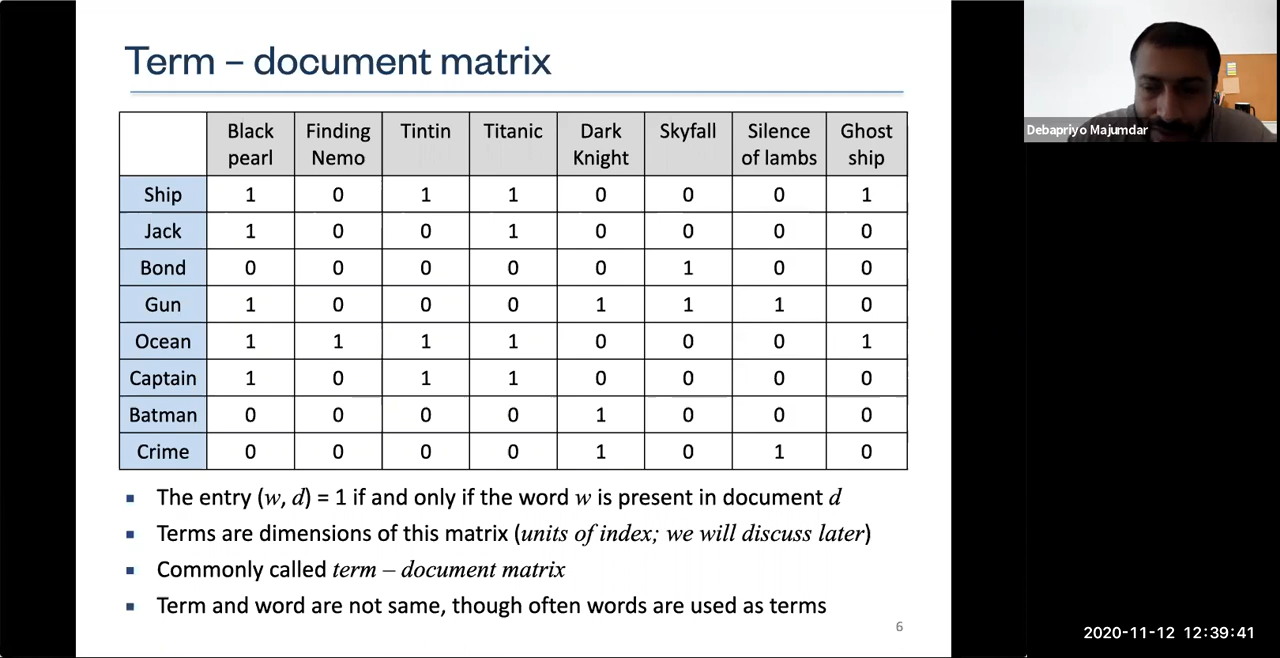 Term – document matrix
Black pearl Finding Nemo Tintin Titanic Dark Knight Skyfall Silence of lambs Ghost ship
Ship 1 0 1 1 0 0 0 1
Jack 1 0 0 1 0 0 0 0
Bond 0 0 0 0 0 1 0 0
Gun 1 0 0 0 1 1 1 0
Ocean 1 1 1 1 0 0 0 1
Captain 1 0 1 1 0 0 0 0
Batman 0 0 0 0 1 0 0 0
Crime 0 0 0 0 1 0 1 0
▪ The entry (w, d) = 1 if and only if the word w is present in document d
▪ Terms are dimensions of this matrix (units of index; we will discuss later)
▪ Commonly called term – document matrix
▪ Term and word are not same, though often words are used as terms
6
Debapriyo Majumdar
2020-11-12 12:39:41